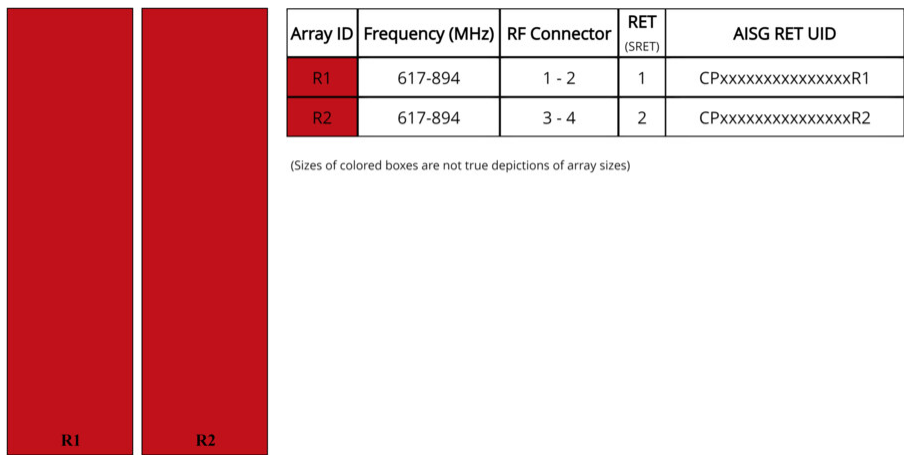 Array ID Frequency (MHz) RF Connector RET (SRET) AISG RET UID
R1 617-894 1 - 2 1 CPxxxxxxxxxxxxxxxR1
R2 617-894 3 - 4 2 CPxxxxxxxxxxxxxxxR2
(Sizes of colored boxes are not true depictions of array sizes)
R1 R2